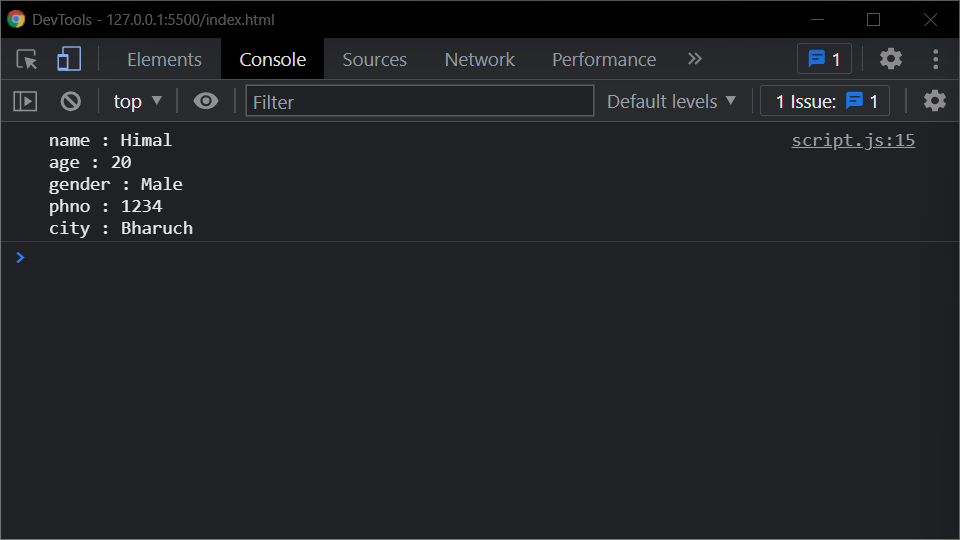 DevTools - 127.0.0.1:5500/index.html
Elements Console Sources Network Performance » 1
top ▼ Filter Default levels ▼ 1 Issue: 1
name : Himal script.js:15
age : 20
gender : Male
phno : 1234
city : Bharuch
>